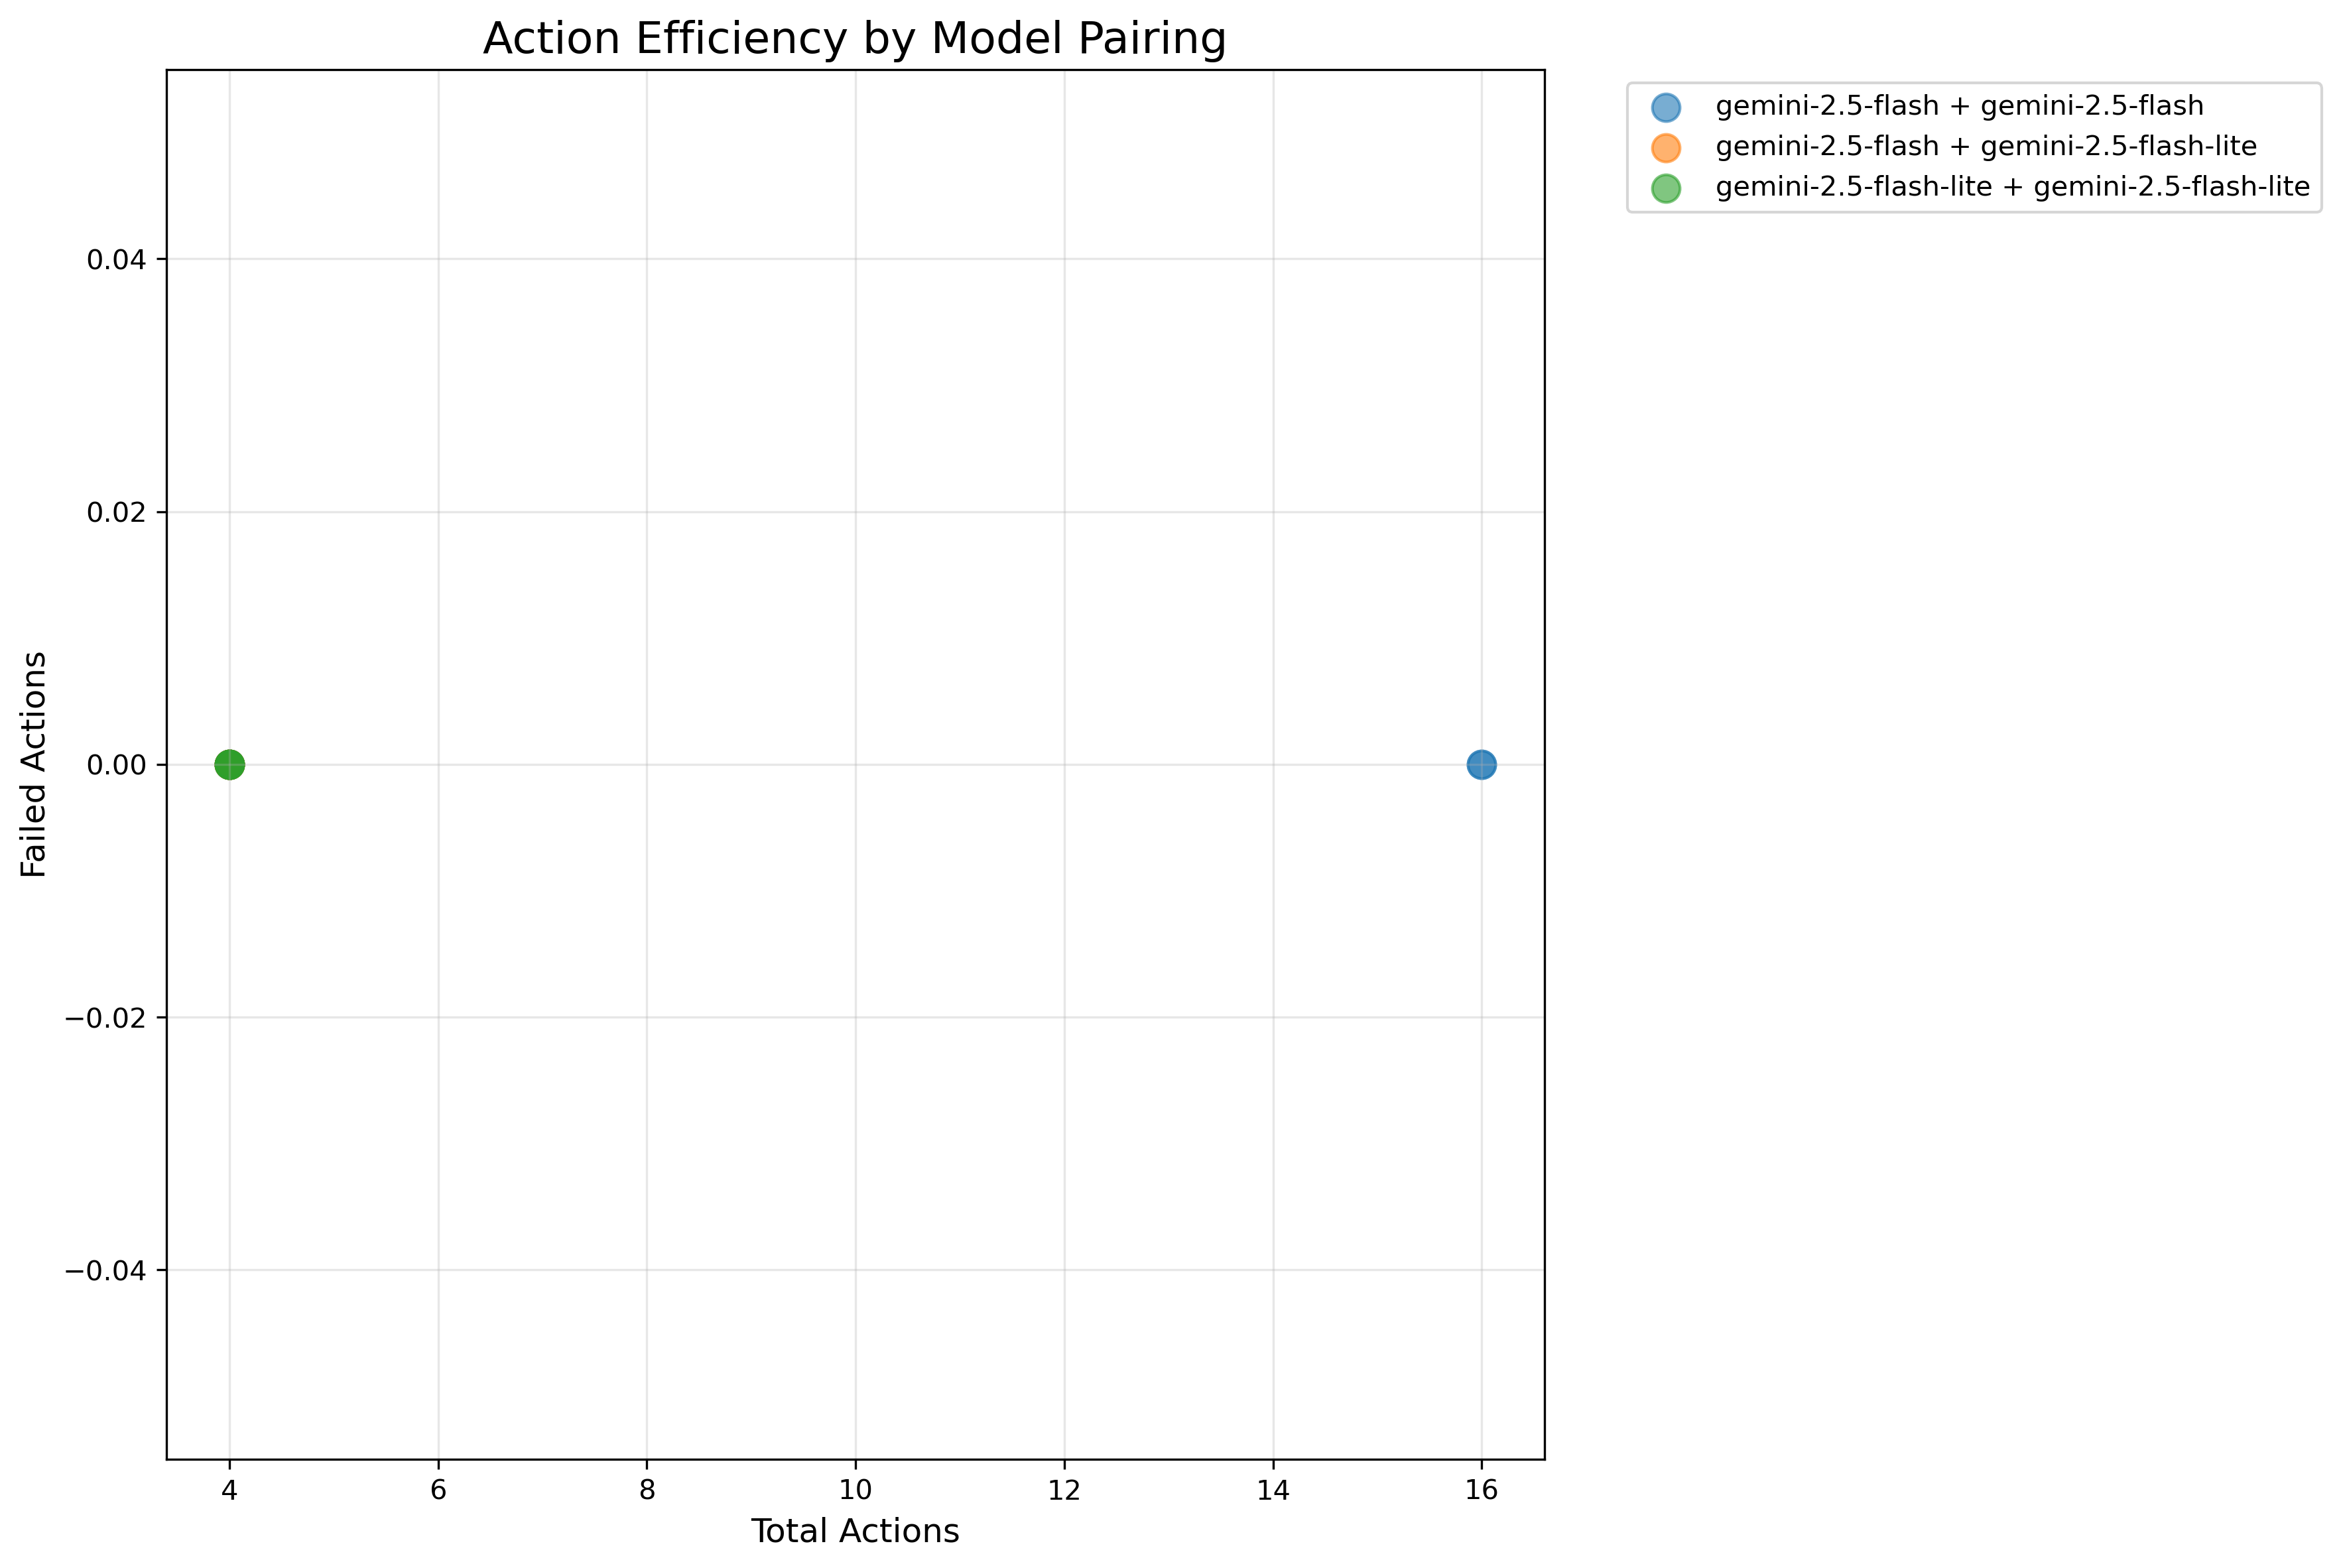 Action Efficiency by Model Pairing
gemini-2.5-flash + gemini-2.5-flash
gemini-2.5-flash + gemini-2.5-flash-lite
gemini-2.5-flash-lite + gemini-2.5-flash-lite
Failed Actions
0.04
0.02
0.00
−0.02
−0.04
4 6 8 10 12 14 16
Total Actions